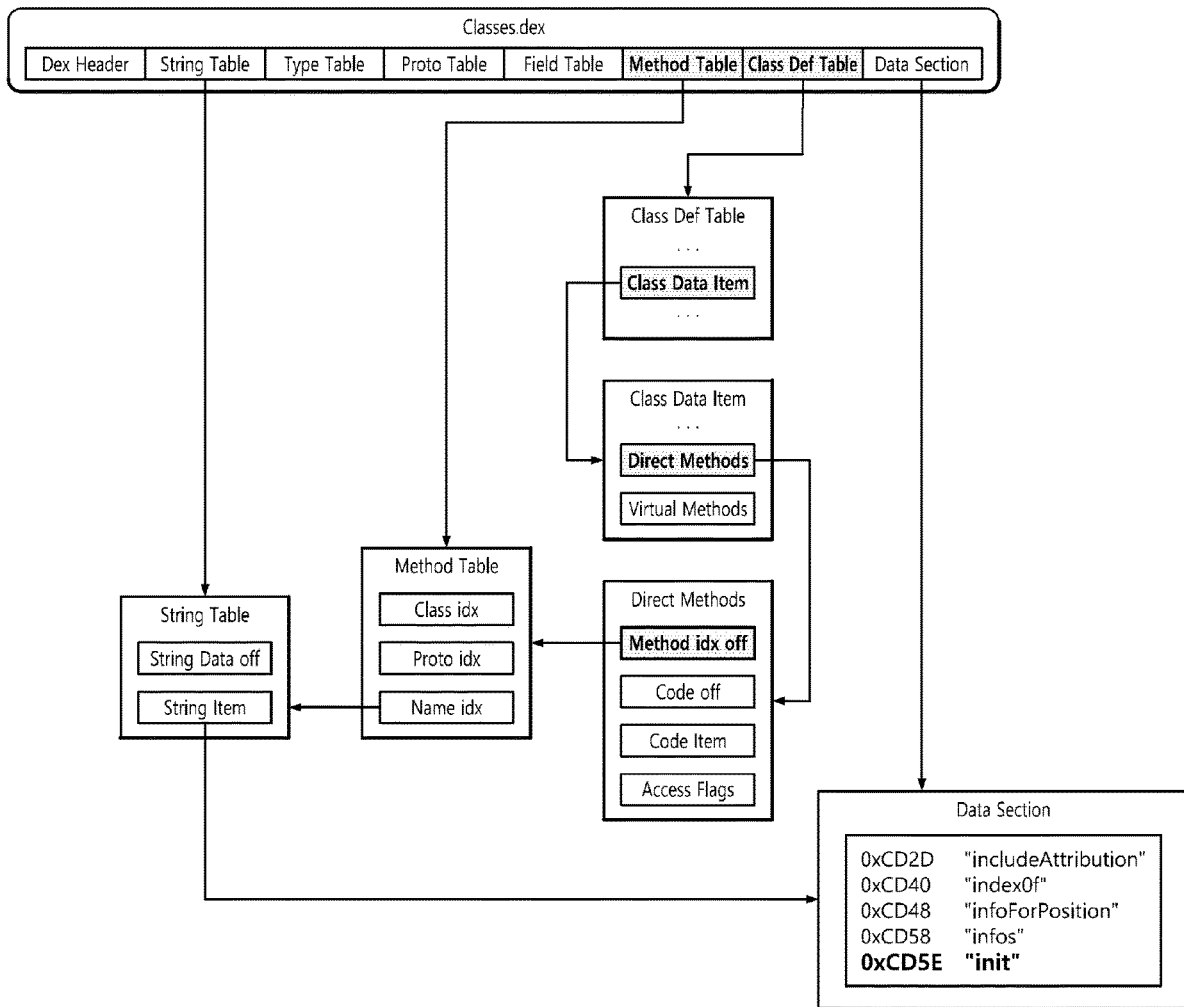 Classes.dex
Dex Header String Table Type Table Proto Table Field Table Method Table Class Def Table Data Section
Class Def Table
. . .
Class Data Item
. . .
Class Data Item
. . .
Direct Methods
Virtual Methods
Method Table
Class idx
Proto idx
Name idx
String Table
String Data off
String Item
Direct Methods
Method idx off
Code off
Code Item
Access Flags
Data Section
0xCD2D "includeAttribution"
0xCD40 "index0f"
0xCD48 "infoForPosition"
0xCD58 "infos"
0xCD5E "init"